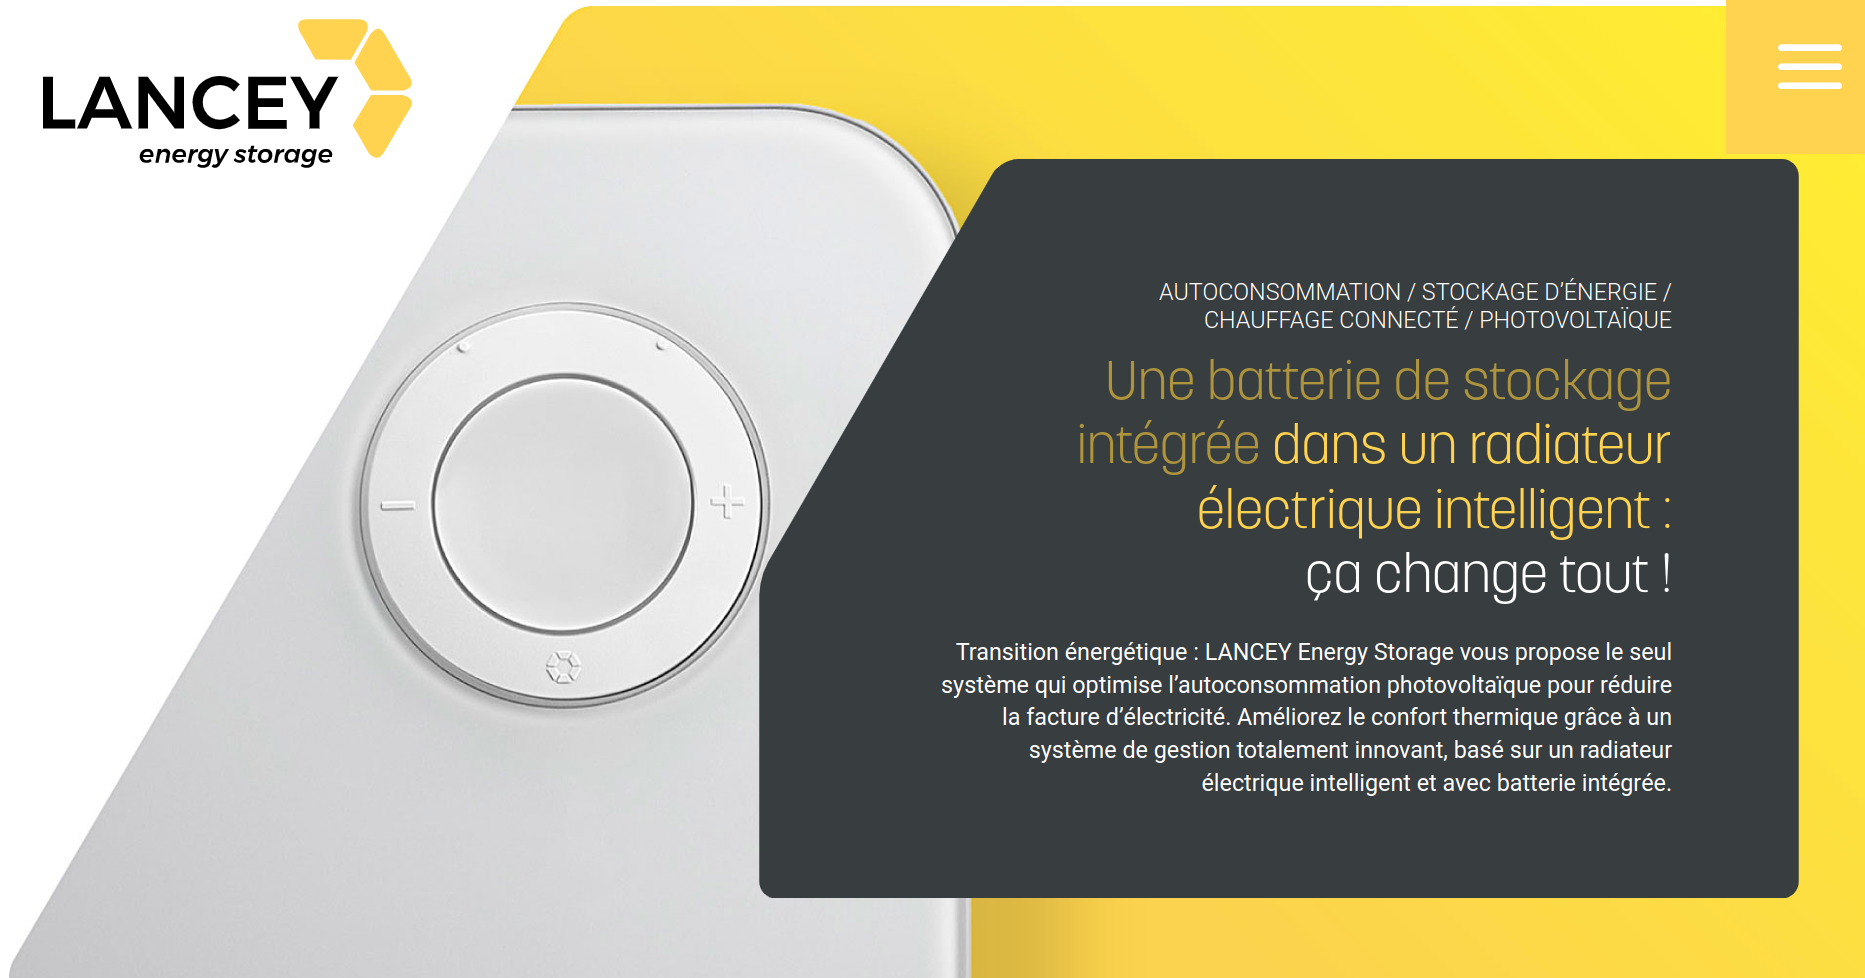 LANCEY
energy storage
AUTOCONSOMMATION / STOCKAGE D’ÉNERGIE /
CHAUFFAGE CONNECTÉ / PHOTOVOLTAÏQUE
Une batterie de stockage
intégrée dans un radiateur
électrique intelligent :
ça change tout !
Transition énergétique : LANCEY Energy Storage vous propose le seul
système qui optimise l’autoconsommation photovoltaïque pour réduire
la facture d’électricité. Améliorez le confort thermique grâce à un
système de gestion totalement innovant, basé sur un radiateur
électrique intelligent et avec batterie intégrée.